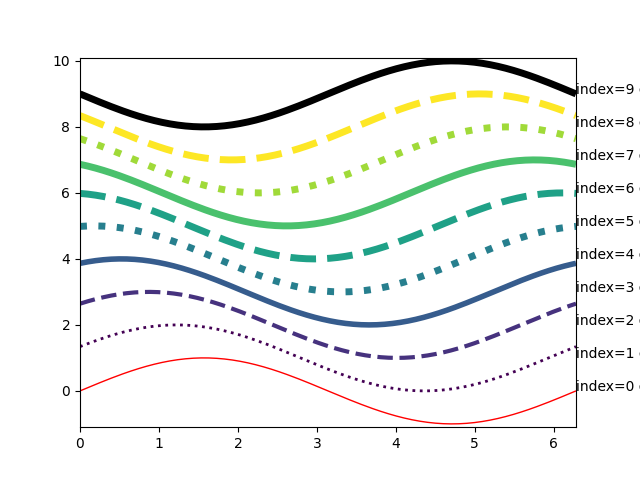 10
8
6
4
2
0
index=9
index=8
index=7
index=6
index=5
index=4
index=3
index=2
index=1
index=0
0 1 2 3 4 5 6